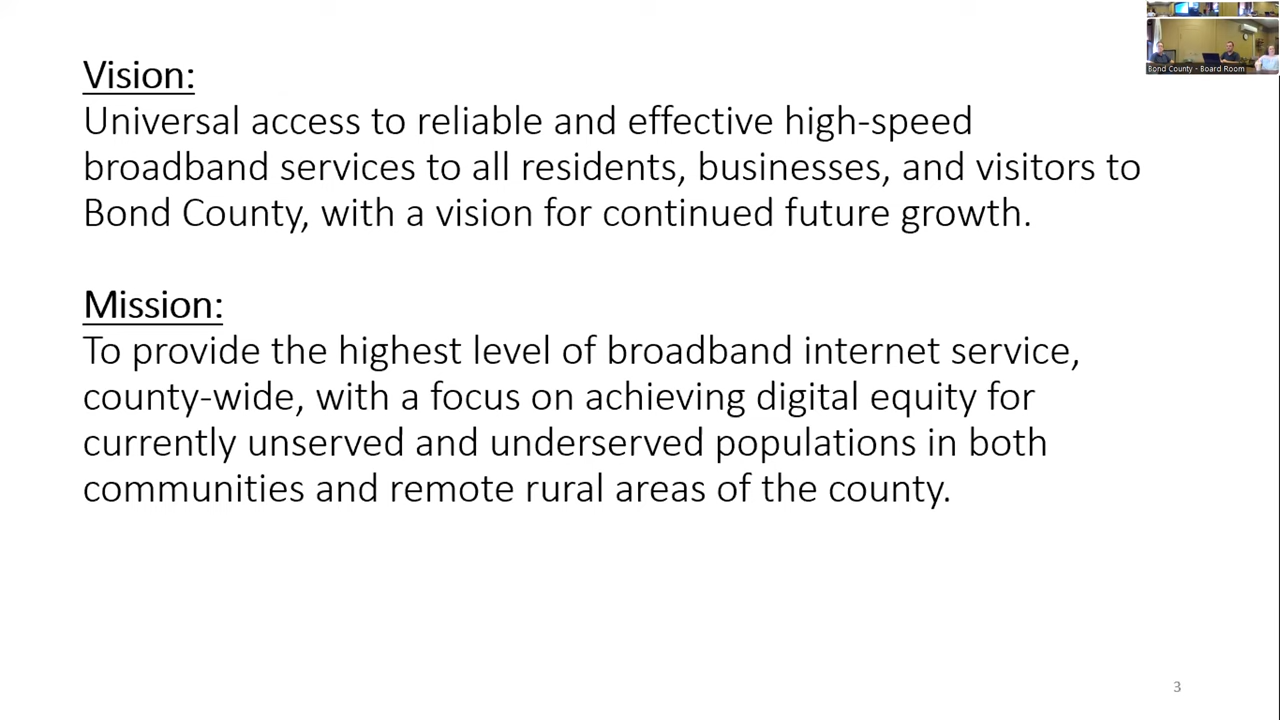 Vision:
Universal access to reliable and effective high-speed
broadband services to all residents, businesses, and visitors to
Bond County, with a vision for continued future growth.
Mission:
To provide the highest level of broadband internet service,
county-wide, with a focus on achieving digital equity for
currently unserved and underserved populations in both
communities and remote rural areas of the county.
Bond County - Board Room
3